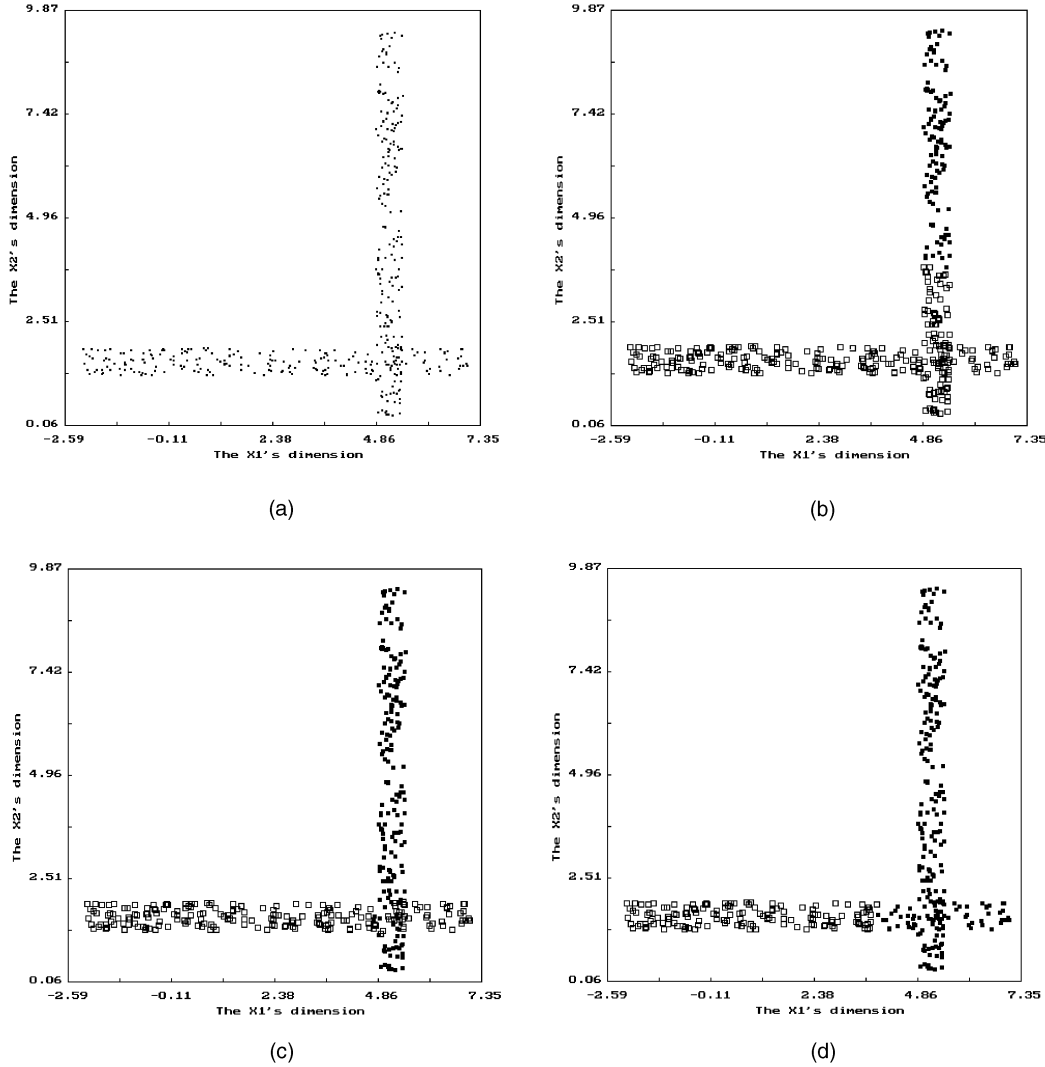 9.87
7.42
4.96
2.51
0.06
The X2's dimension
-2.59 -0.11 2.38 4.86 7.35
The X1's dimension
(a)
9.87
7.42
4.96
2.51
0.06
The X2's dimension
-2.59 -0.11 2.38 4.86 7.35
The X1's dimension
(b)
9.87
7.42
4.96
2.51
0.06
The X2's dimension
-2.59 -0.11 2.38 4.86 7.35
The X1's dimension
(c)
9.87
7.42
4.96
2.51
0.06
The X2's dimension
-2.59 -0.11 2.38 4.86 7.35
The X1's dimension
(d)